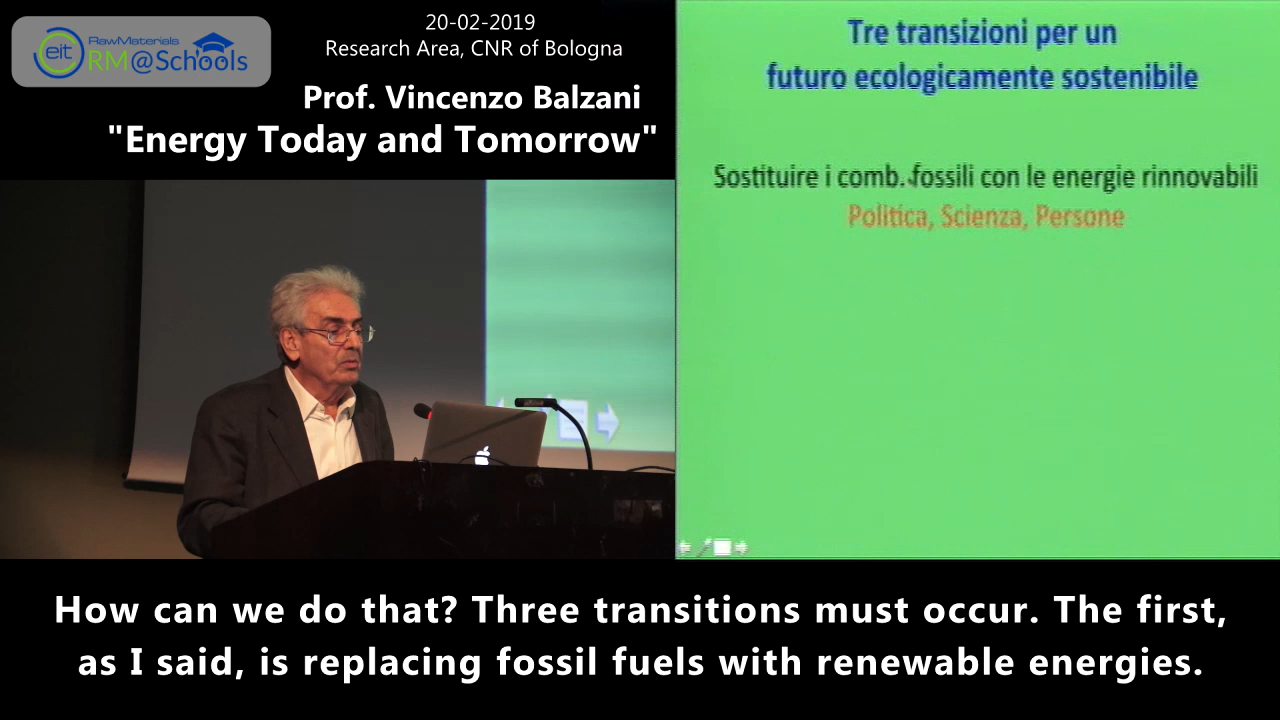 eit RawMaterials
RM@Schools
20-02-2019
Research Area, CNR of Bologna
Prof. Vincenzo Balzani
"Energy Today and Tomorrow"
Tre transizioni per un
futuro ecologicamente sostenibile
Sostituire i comb. fossili con le energie rinnovabili
Politica, Scienza, Persone
How can we do that? Three transitions must occur. The first,
as I said, is replacing fossil fuels with renewable energies.